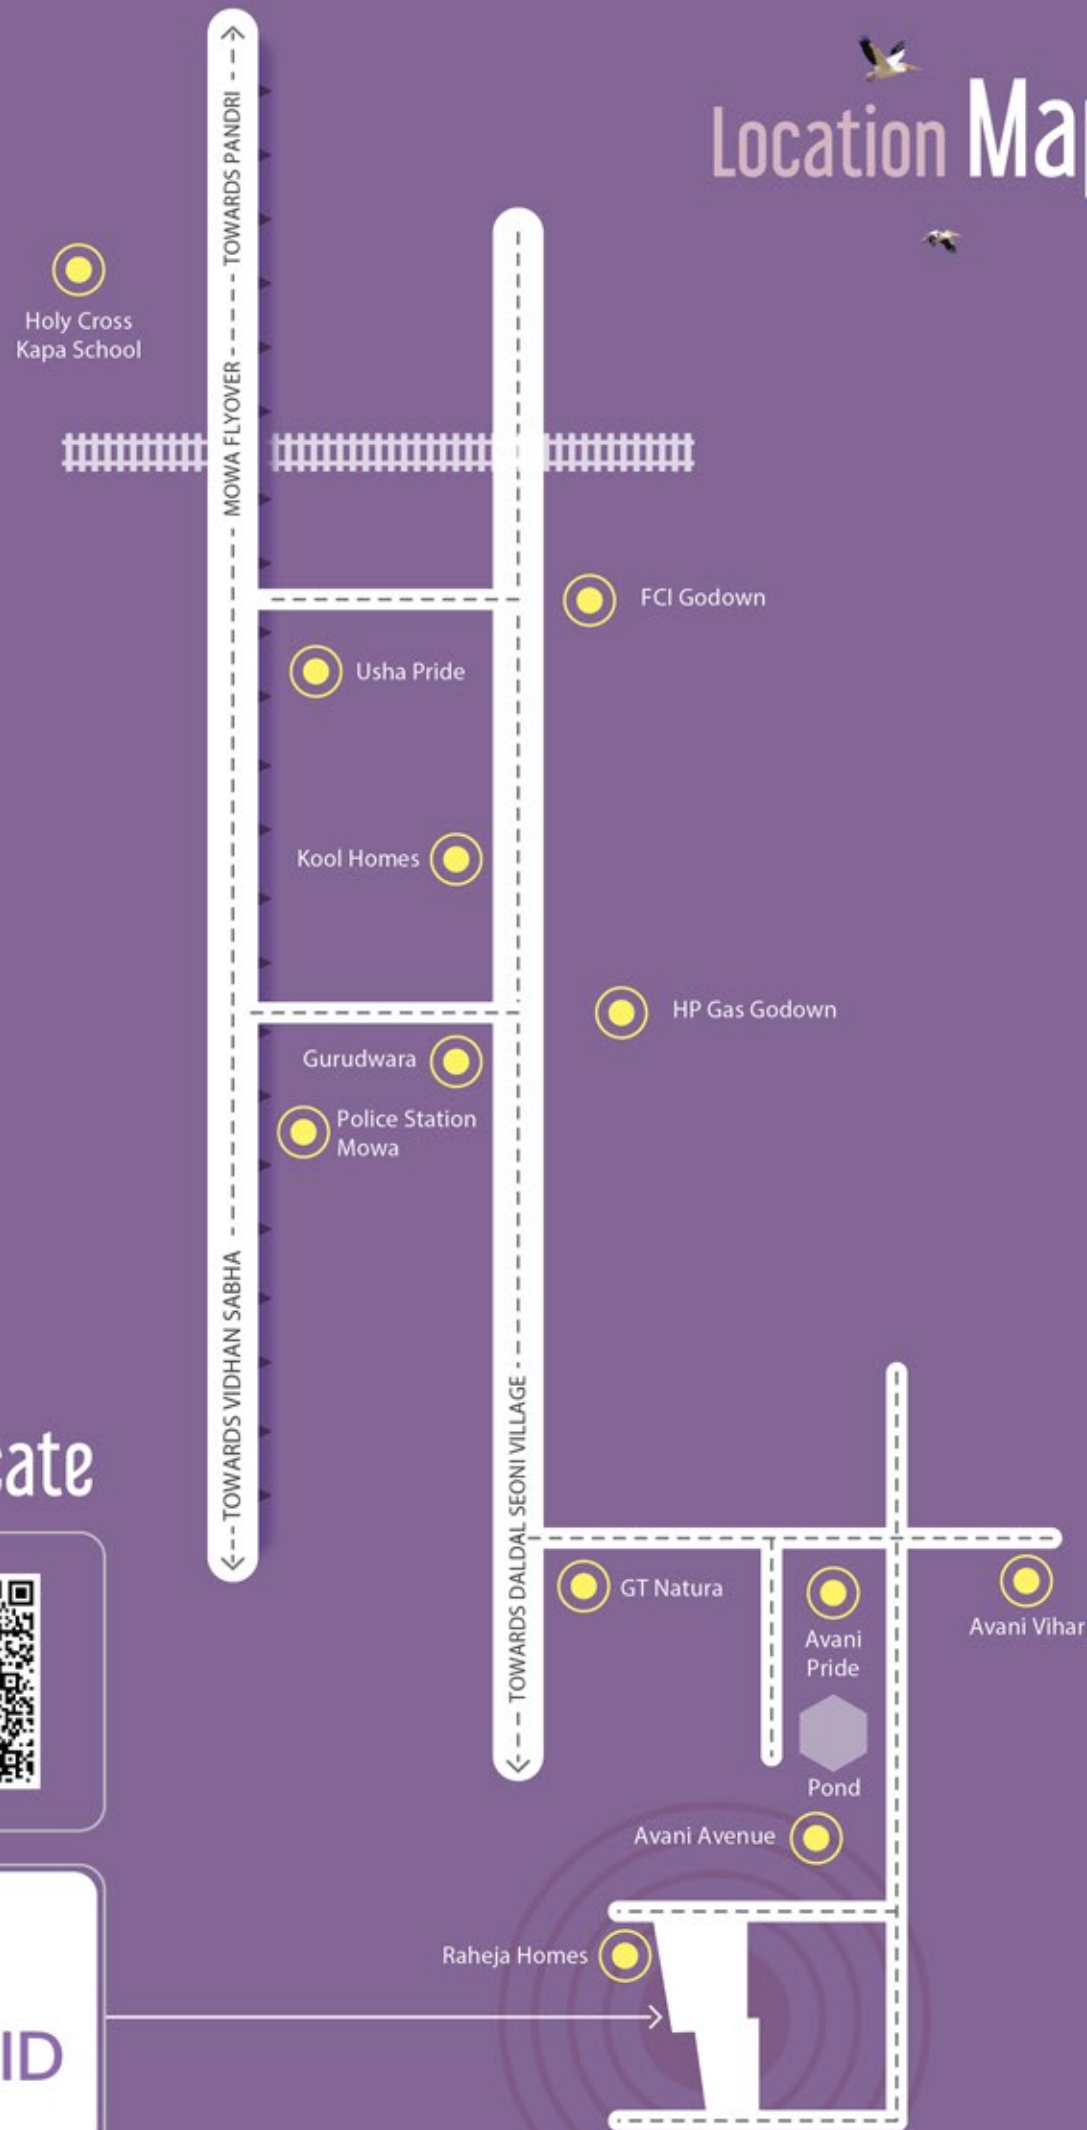 Location Map
TOWARDS PANDRI
MOWA FLYOVER
TOWARDS VIDHAN SABHA
Holy Cross
Kapa School
FCI Godown
Usha Pride
Kool Homes
HP Gas Godown
Gurudwara
Police Station
Mowa
TOWARDS DALDAL SEONI VILLAGE
GT Natura
Avani
Pride
Avani Vihar
Pond
Avani Avenue
Raheja Homes
cate
ID